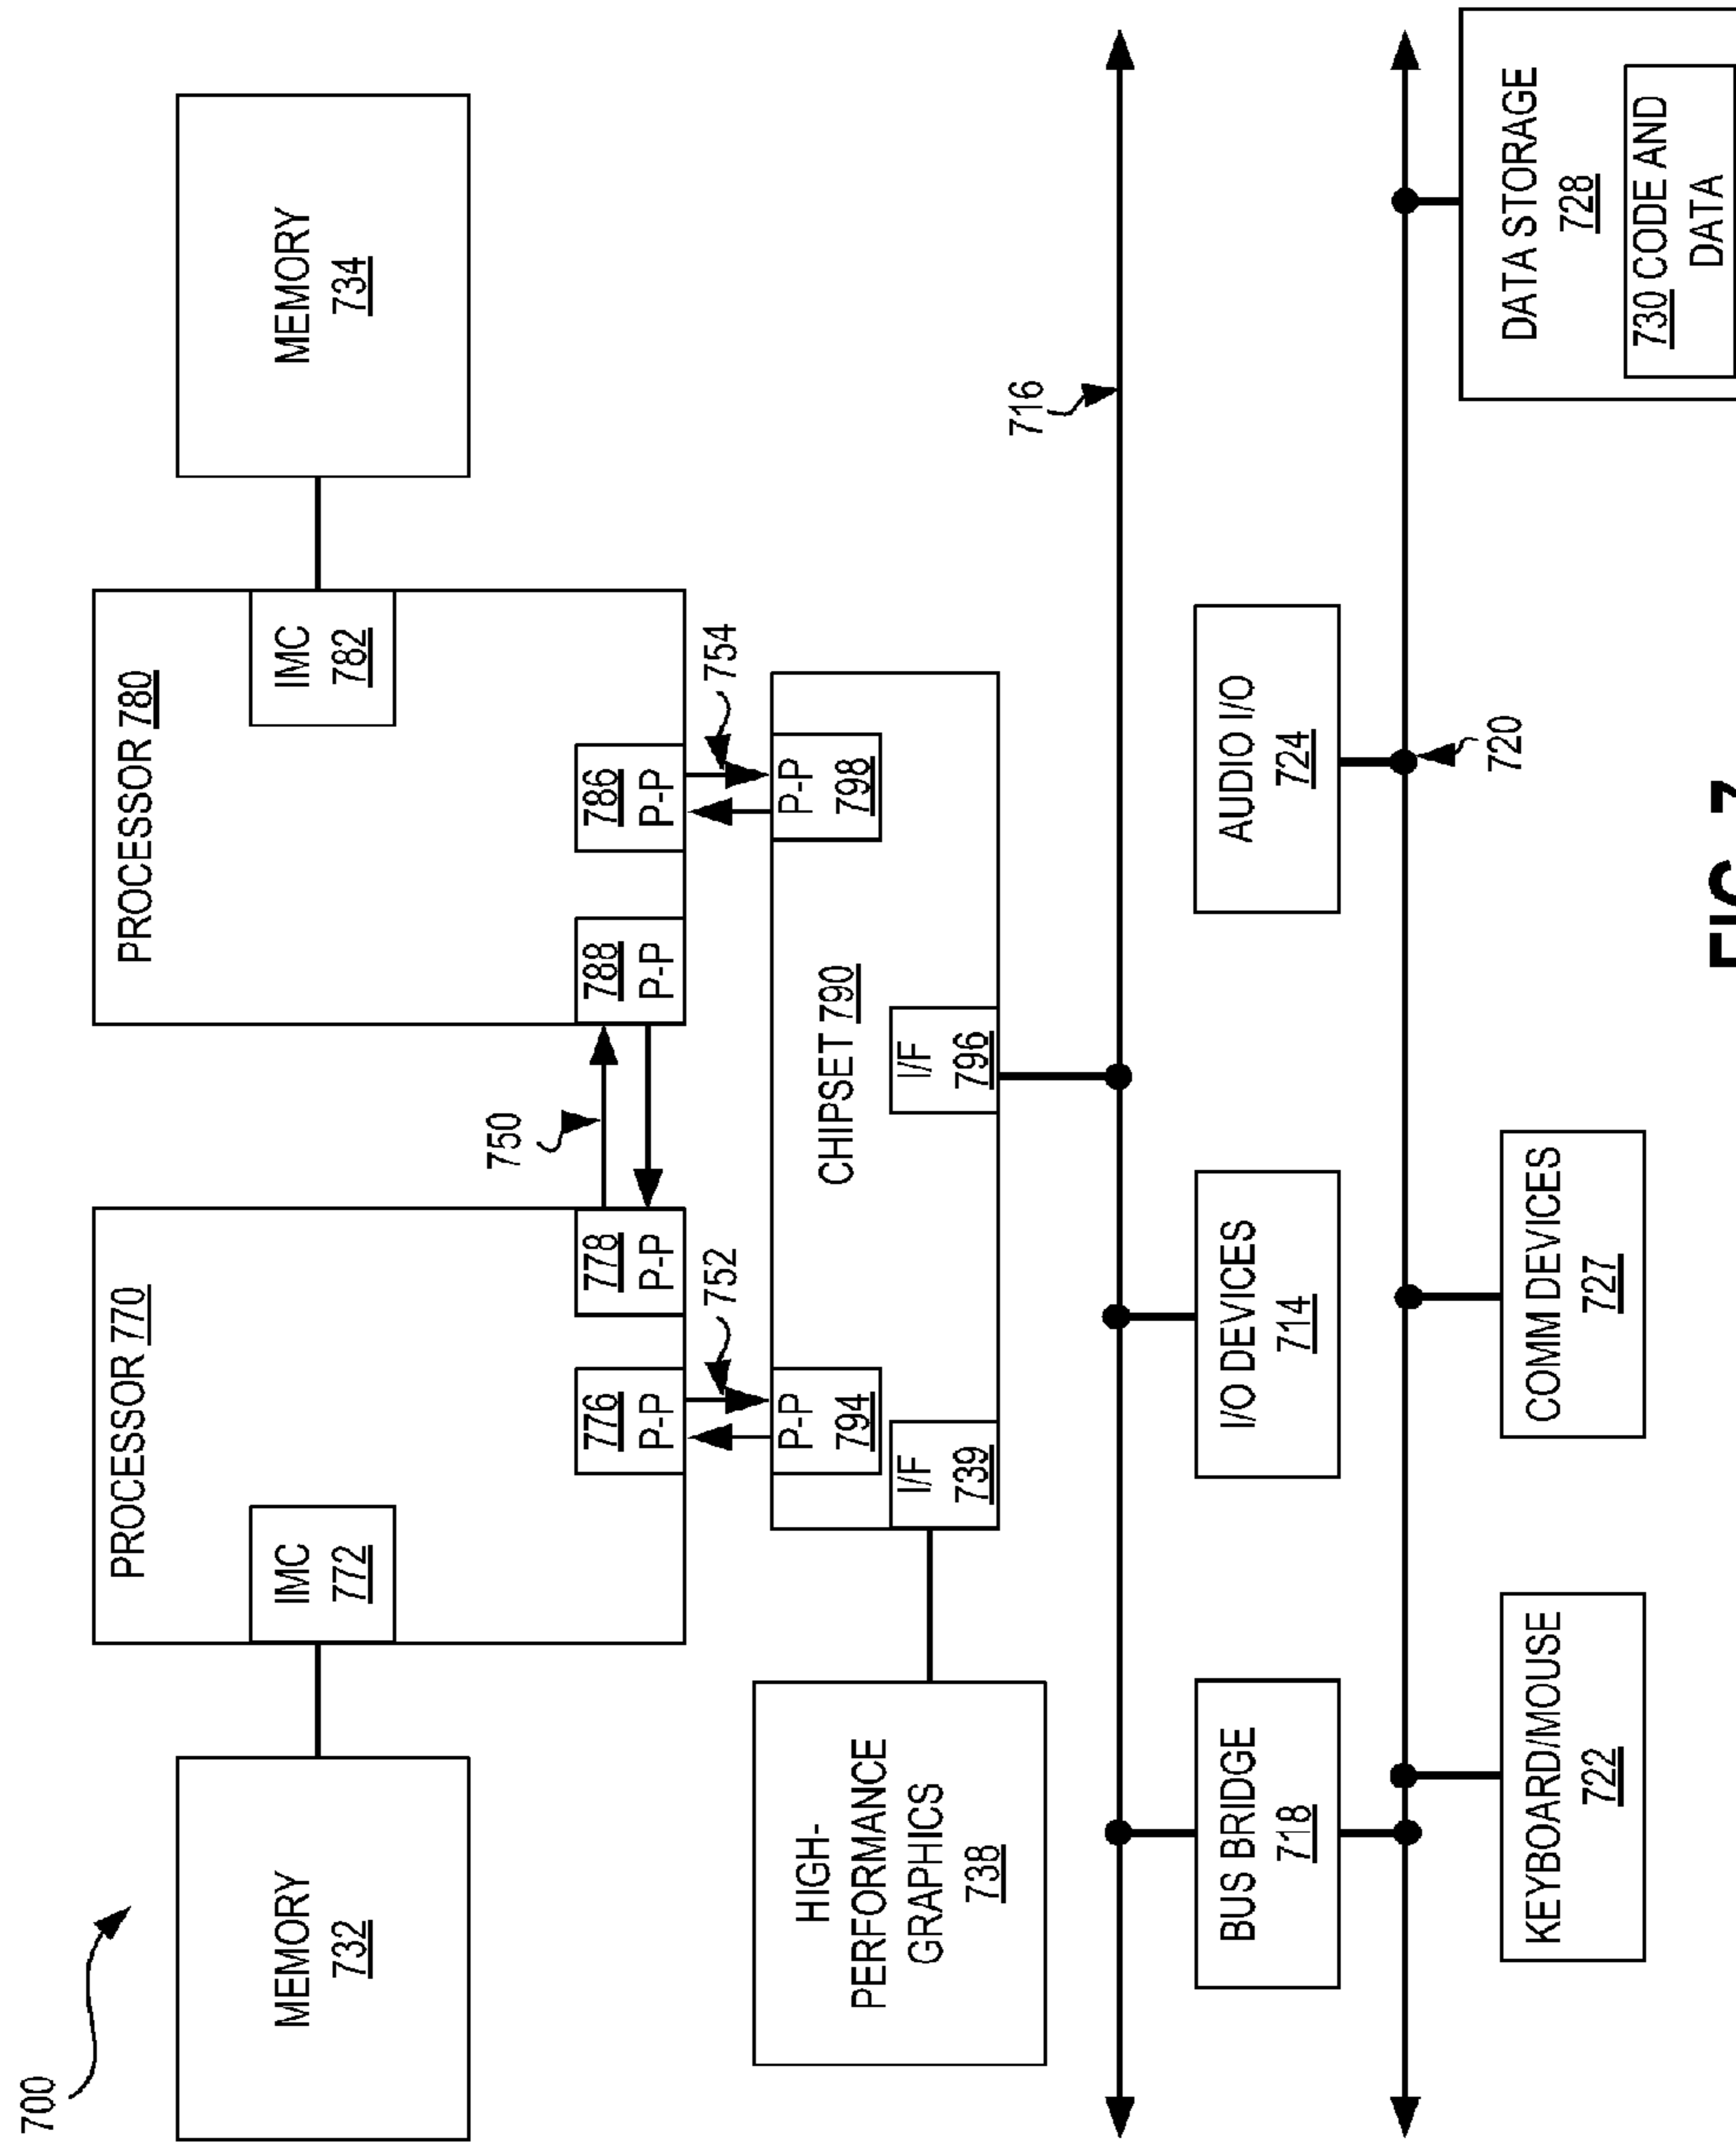 700
MEMORY
732
PROCESSOR 770
IMC
772
776
P-P
778
P-P
750
PROCESSOR 780
IMC
782
788
P-P
786
P-P
MEMORY
734
752
754
HIGH-
PERFORMANCE
GRAPHICS
738
CHIPSET 790
P-P
794
P-P
798
I/F
739
I/F
796
716
BUS BRIDGE
718
I/O DEVICES
714
AUDIO I/O
724
720
KEYBOARD/MOUSE
722
COMM DEVICES
727
DATA STORAGE
728
730 CODE AND
DATA
FIG. 7